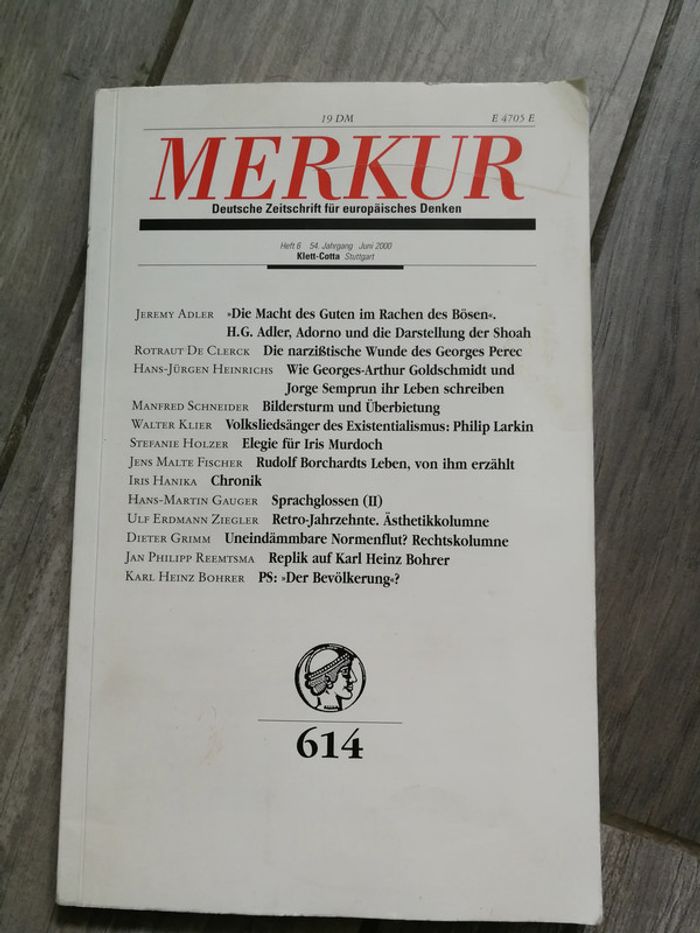 19 DM E 4705 E
MERKUR
Deutsche Zeitschrift für europäisches Denken
Heft 6 54. Jahrgang Juni 2000
Klett-Cotta Stuttgart
Jeremy Adler »Die Macht des Guten im Rachen des Bösen«.
H.G. Adler, Adorno und die Darstellung der Shoah
Rotraut De Clerck Die narzißtische Wunde des Georges Perec
Hans-Jürgen Heinrichs Wie Georges-Arthur Goldschmidt und
Jorge Semprun ihr Leben schreiben
Manfred Schneider Bildersturm und Überbietung
Walter Klier Volksliedsänger des Existentialismus: Philip Larkin
Stefanie Holzer Elegie für Iris Murdoch
Jens Malte Fischer Rudolf Borchardts Leben, von ihm erzählt
Iris Hanika Chronik
Hans-Martin Gauger Sprachglossen (II)
Ulf Erdmann Ziegler Retro-Jahrzehnte. Ästhetikkolumne
Dieter Grimm Uneindämmbare Normenflut? Rechtskolumne
Jan Philipp Reemtsma Replik auf Karl Heinz Bohrer
Karl Heinz Bohrer PS: »Der Bevölkerung«?
614